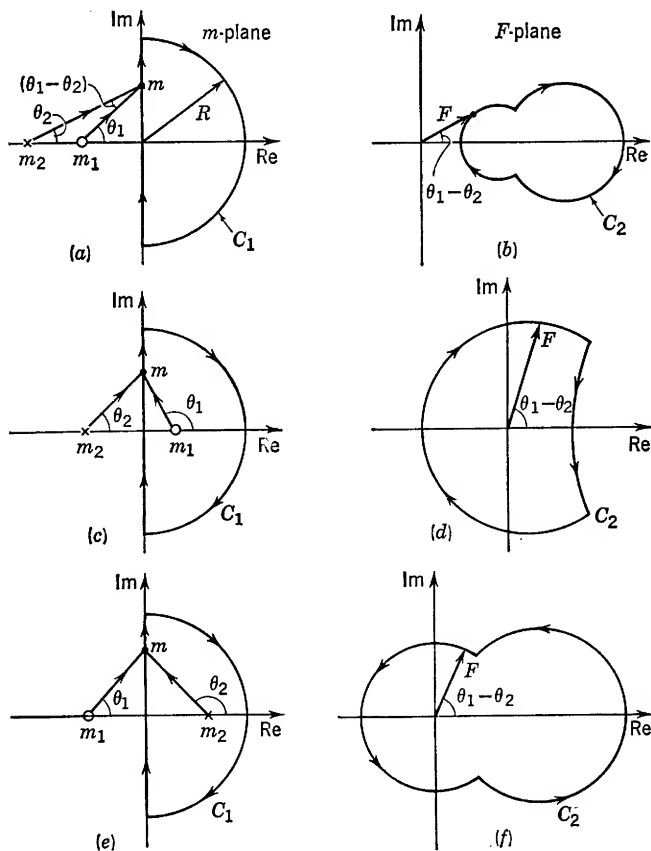 Im
m-plane
Im
F-plane
(θ₁−θ₂)
θ₂
θ₁
m
R
m₂
m₁
Re
C₁
F
θ₁−θ₂
Re
C₂
(a)
(b)
Im
Im
m
θ₂
θ₁
m₂
m₁
Re
C₁
F
θ₁−θ₂
Re
C₂
(c)
(d)
Im
Im
m
θ₁
θ₂
m₁
m₂
Re
C₁
F
θ₁−θ₂
Re
C₂
(e)
(f)